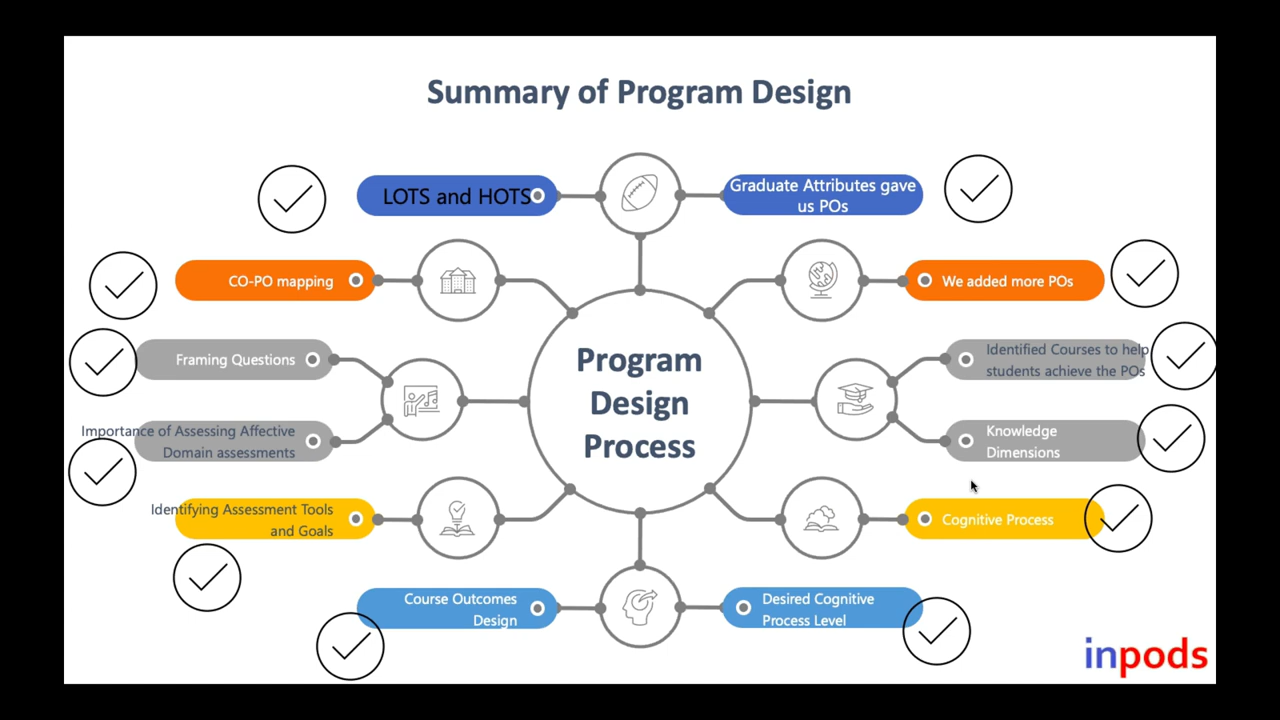 Summary of Program Design
LOTS and HOTS
Graduate Attributes gave
us POs
CO-PO mapping
We added more POs
Framing Questions
Identified Courses to help
students achieve the POs
Program
Design
Process
Importance of Assessing Affective
Domain assessments
Knowledge
Dimensions
Identifying Assessment Tools
and Goals
Cognitive Process
Course Outcomes
Design
Desired Cognitive
Process Level
inpods